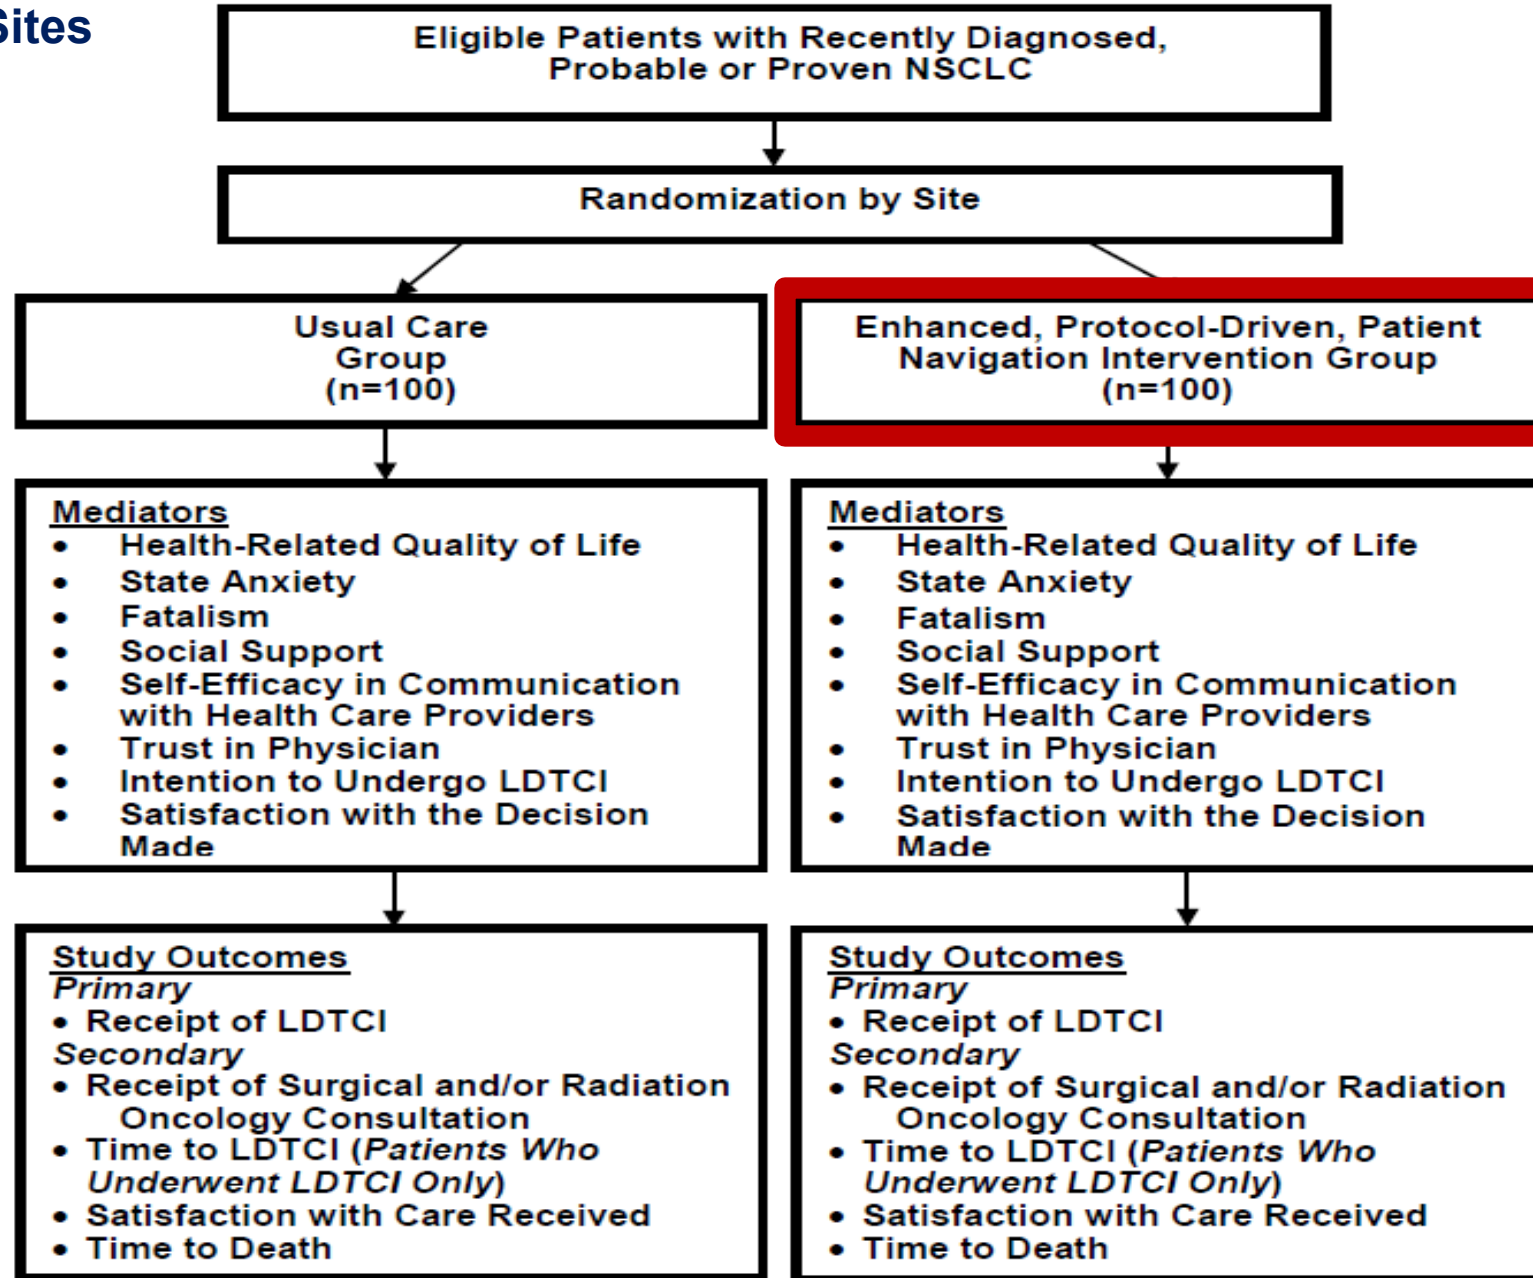 Sites
Eligible Patients with Recently Diagnosed,
Probable or Proven NSCLC
Randomization by Site
Usual Care
Group
(n=100)
Enhanced, Protocol-Driven, Patient
Navigation Intervention Group
(n=100)
Mediators
• Health-Related Quality of Life
• State Anxiety
• Fatalism
• Social Support
• Self-Efficacy in Communication
with Health Care Providers
• Trust in Physician
• Intention to Undergo LDTCI
• Satisfaction with the Decision
Made
Mediators
• Health-Related Quality of Life
• State Anxiety
• Fatalism
• Social Support
• Self-Efficacy in Communication
with Health Care Providers
• Trust in Physician
• Intention to Undergo LDTCI
• Satisfaction with the Decision
Made
Study Outcomes
Primary
• Receipt of LDTCI
Secondary
• Receipt of Surgical and/or Radiation
Oncology Consultation
• Time to LDTCI (Patients Who
Underwent LDTCI Only)
• Satisfaction with Care Received
• Time to Death
Study Outcomes
Primary
• Receipt of LDTCI
Secondary
• Receipt of Surgical and/or Radiation
Oncology Consultation
• Time to LDTCI (Patients Who
Underwent LDTCI Only)
• Satisfaction with Care Received
• Time to Death